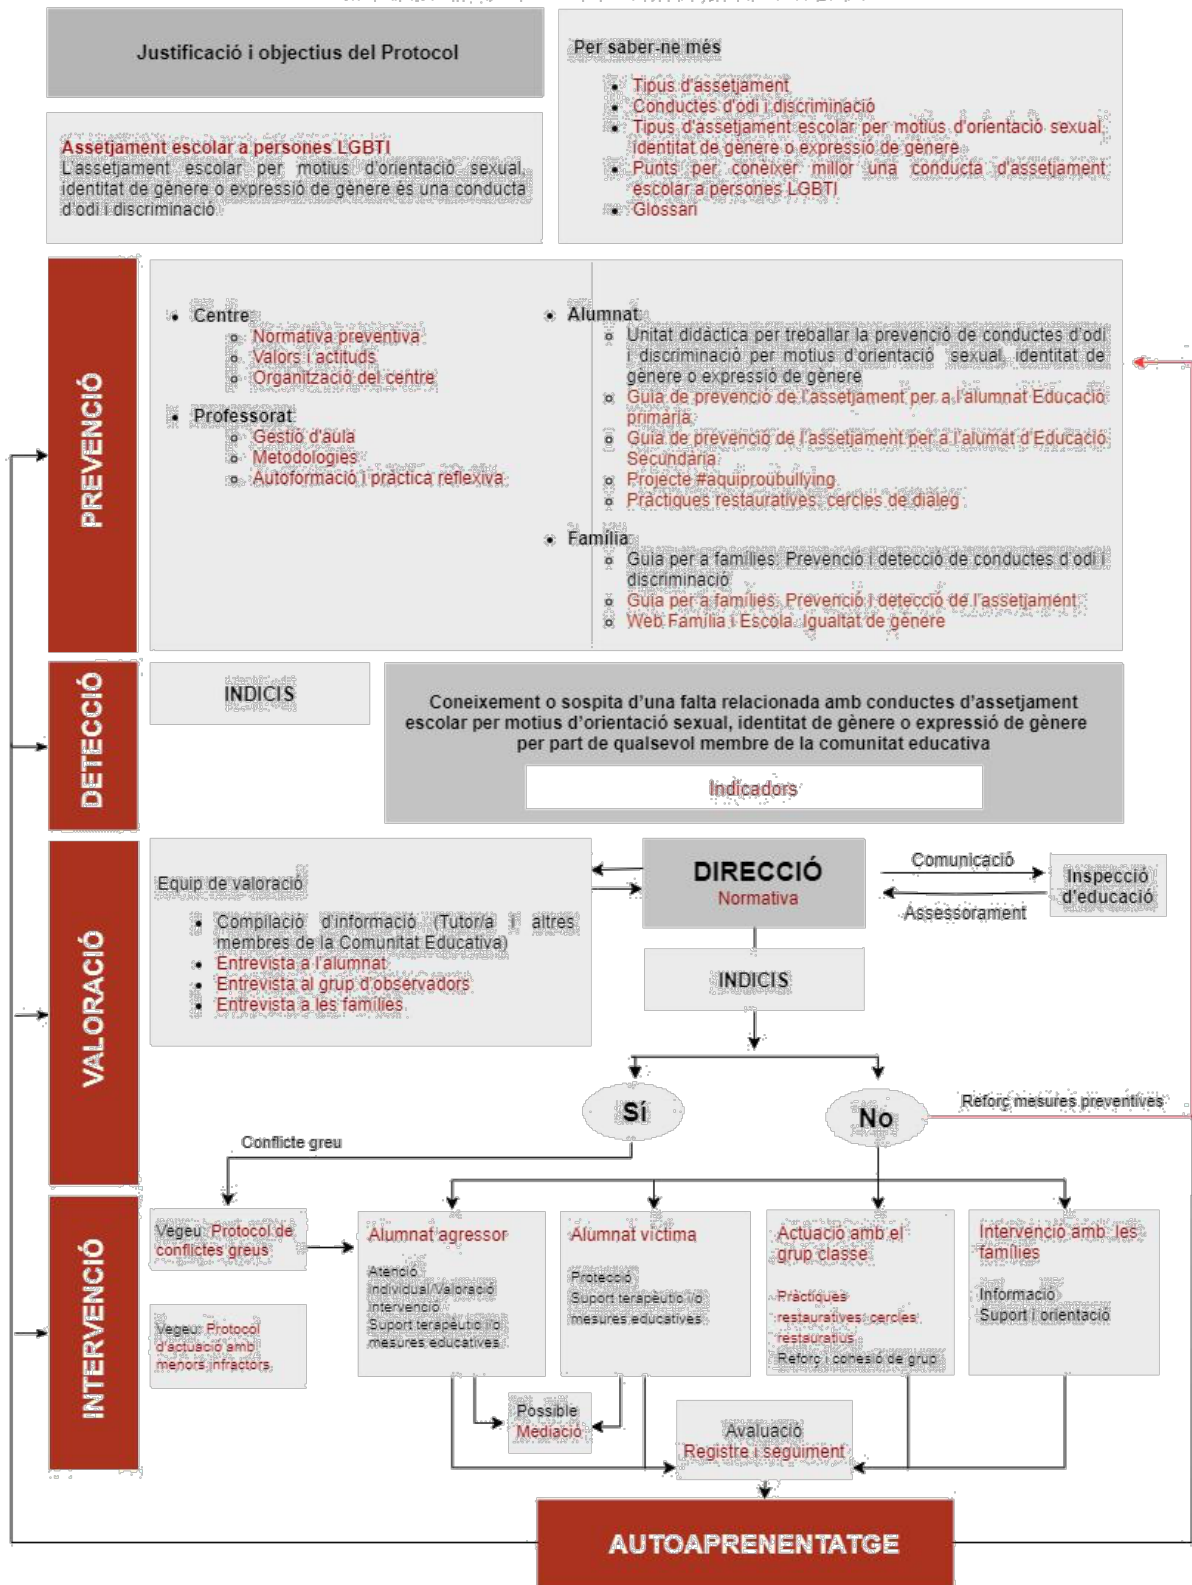 Justificació i objectius del Protocol
Assetjament escolar a persones LGBTI
L'assetjament escolar per motius d'orientació sexual,
identitat de gènere o expressió de gènere és una conducta
d'odi i discriminació.
Per saber-ne més
Tipus d'assetjament
Conductes d'odi i discriminació
Tipus d'assetjament escolar per motius d'orientació sexual,
identitat de gènere o expressió de gènere
Punts per conèixer millor una conducta d'assetjament
escolar a persones LGBTI
Glossari
PREVENCIÓ
Centre
Normativa preventiva
Valors i actituds
Organització del centre
Professorat
Gestió d'aula
Metodologies
Autoformació i pràctica reflexiva
Alumnat
Unitat didàctica per treballar la prevenció de conductes d'odi
i discriminació per motius d'orientació sexual, identitat de
gènere o expressió de gènere
Guia de prevenció de l'assetjament per a l'alumnat Educació
primària
Guia de prevenció de l'assetjament per a l'alumat d'Educació
Secundària
Projecte #aquiproubullying
Pràctiques restauratives: cercles de diàleg
Família
Guia per a famílies. Prevenció i detecció de conductes d'odi i
discriminació
Guia per a famílies. Prevenció i detecció de l'assetjament
Web Família i Escola. Igualtat de gènere
DETECCIÓ
INDICIS
Coneixement o sospita d'una falta relacionada amb conductes d'assetjament
escolar per motius d'orientació sexual, identitat de gènere o expressió de gènere
per part de qualsevol membre de la comunitat educativa
Indicadors
VALORACIÓ
Equip de valoració
Compilació d'informació (Tutor/a i altres
membres de la Comunitat Educativa)
Entrevista a l'alumnat
Entrevista al grup d'observadors
Entrevista a les famílies
DIRECCIÓ
Normativa
Comunicació
Assessorament
Inspecció
d'educació
INDICIS
Sí
No
Reforç mesures preventives
Conflicte greu
INTERVENCIÓ
Vegeu: Protocol de
conflictes greus
Vegeu: Protocol
d'actuació amb
menors infractors
Alumnat agressor
Atenció
Individual/Valoració
Intervenció
Suport terapèutic i/o
mesures educatives
Alumnat víctima
Protecció
Suport terapèutic i/o
mesures educatives
Actuació amb el
grup classe
Pràctiques
restauratives: cercles
restauratius
Reforç i cohesió de grup
Intervenció amb les
famílies
Informació
Suport i orientació
Possible
Mediació
Avaluació
Registre i seguiment
AUTOAPRENENTATGE